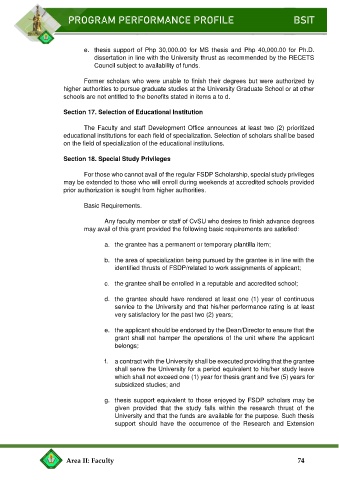 PROGRAM PERFORMANCE PROFILE BSIT
e. thesis support of Php 30,000.00 for MS thesis and Php 40,000.00 for Ph.D.
dissertation in line with the University thrust as recommended by the RECETS
Council subject to availability of funds.
Former scholars who were unable to finish their degrees but were authorized by
higher authorities to pursue graduate studies at the University Graduate School or at other
schools are not entitled to the benefits stated in items a to d.
Section 17. Selection of Educational Institution
The Faculty and staff Development Office announces at least two (2) prioritized
educational institutions for each field of specialization. Selection of scholars shall be based
on the field of specialization of the educational institutions.
Section 18. Special Study Privileges
For those who cannot avail of the regular FSDP Scholarship, special study privileges
may be extended to those who will enroll during weekends at accredited schools provided
prior authorization is sought from higher authorities.
Basic Requirements.
Any faculty member or staff of CvSU who desires to finish advance degrees
may avail of this grant provided the following basic requirements are satisfied:
a. the grantee has a permanent or temporary plantilla item;
b. the area of specialization being pursued by the grantee is in line with the
identified thrusts of FSDP/related to work assignments of applicant;
c. the grantee shall be enrolled in a reputable and accredited school;
d. the grantee should have rendered at least one (1) year of continuous
service to the University and that his/her performance rating is at least
very satisfactory for the past two (2) years;
e. the applicant should be endorsed by the Dean/Director to ensure that the
grant shall not hamper the operations of the unit where the applicant
belongs;
f. a contract with the University shall be executed providing that the grantee
shall serve the University for a period equivalent to his/her study leave
which shall not exceed one (1) year for thesis grant and five (5) years for
subsidized studies; and
g. thesis support equivalent to those enjoyed by FSDP scholars may be
given provided that the study falls within the research thrust of the
University and that the funds are available for the purpose. Such thesis
support should have the occurrence of the Research and Extension
Area II: Faculty 74